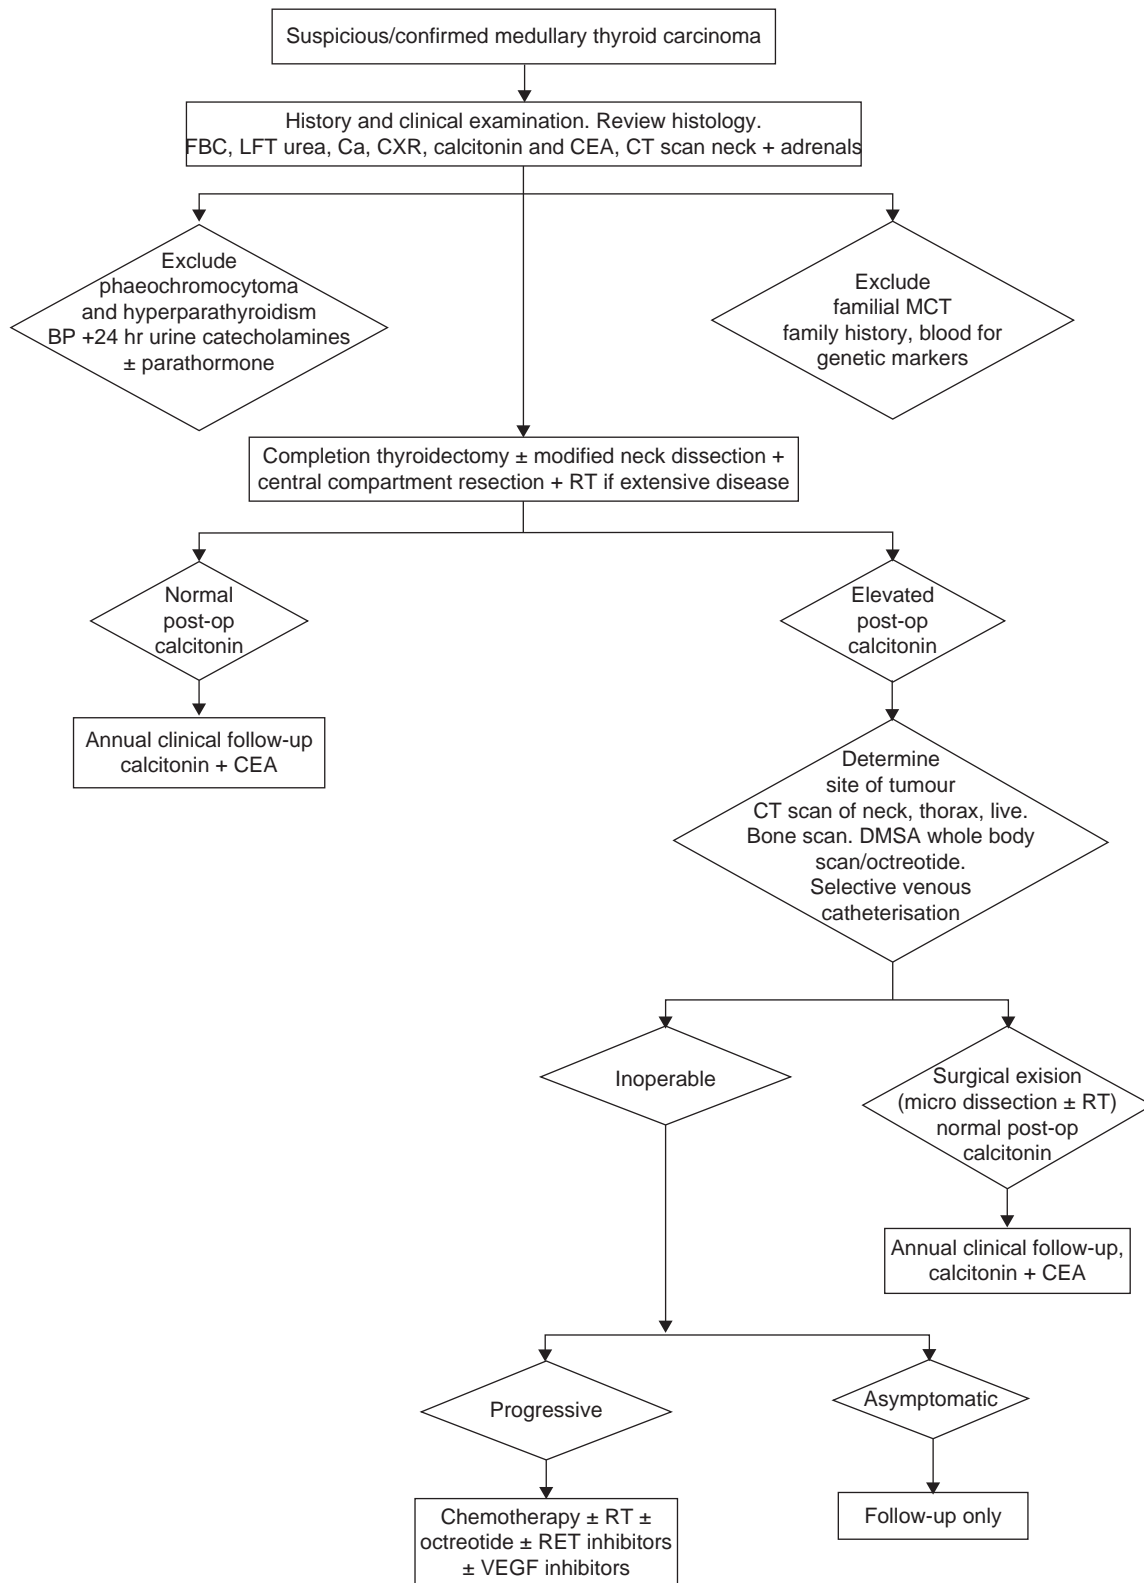 Suspicious/confirmed medullary thyroid carcinoma
History and clinical examination. Review histology.
FBC, LFT urea, Ca, CXR, calcitonin and CEA, CT scan neck + adrenals
Exclude
phaeochromocytoma
and hyperparathyroidism
BP +24 hr urine catecholamines
± parathormone
Exclude
familial MCT
family history, blood for
genetic markers
Completion thyroidectomy ± modified neck dissection +
central compartment resection + RT if extensive disease
Normal
post-op
calcitonin
Elevated
post-op
calcitonin
Annual clinical follow-up
calcitonin + CEA
Determine
site of tumour
CT scan of neck, thorax, live.
Bone scan. DMSA whole body
scan/octreotide.
Selective venous
catheterisation
Inoperable
Surgical exision
(micro dissection ± RT)
normal post-op
calcitonin
Annual clinical follow-up,
calcitonin + CEA
Progressive
Asymptomatic
Chemotherapy ± RT ±
octreotide ± RET inhibitors
± VEGF inhibitors
Follow-up only